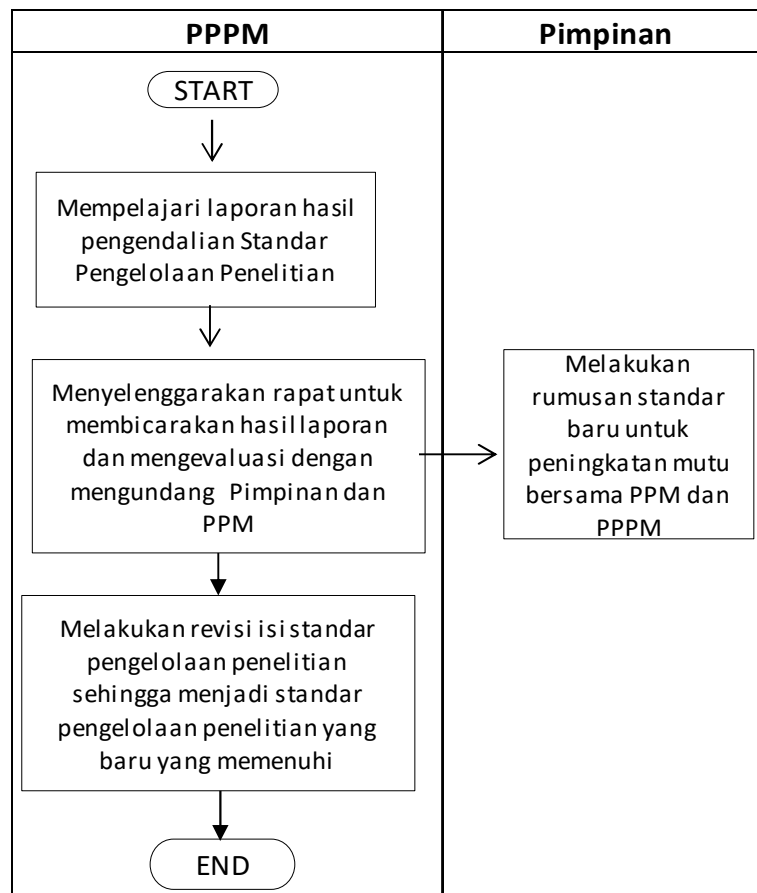 PPPM
Pimpinan
START
Mempelajari laporan hasil
pengendalian Standar
Pengelolaan Penelitian
Menyelenggarakan rapat untuk
membicarakan hasil laporan
dan mengevaluasi dengan
mengundang Pimpinan dan
PPM
Melakukan
rumusan standar
baru untuk
peningkatan mutu
bersama PPM dan
PPPM
Melakukan revisi isi standar
pengelolaan penelitian
sehingga menjadi standar
pengelolaan penelitian yang
baru yang memenuhi
END